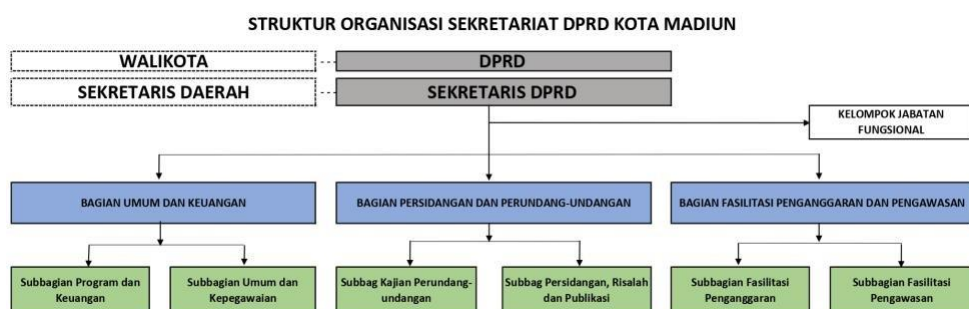 STRUKTUR ORGANISASI SEKRETARIAT DPRD KOTA MADIUN
WALIKOTA
DPRD
SEKRETARIS DAERAH
SEKRETARIS DPRD
KELOMPOK JABATAN
FUNGSIONAL
BAGIAN UMUM DAN KEUANGAN
BAGIAN PERSIDANGAN DAN PERUNDANG-UNDANGAN
BAGIAN FASILITASI PENGANGGARAN DAN PENGAWASAN
Subbagian Program dan
Keuangan
Subbagian Umum dan
Kepegawaian
Subbag Kajian Perundang-
undangan
Subbag Persidangan, Risalah
dan Publikasi
Subbagian Fasilitasi
Penganggaran
Subbagian Fasilitasi
Pengawasan